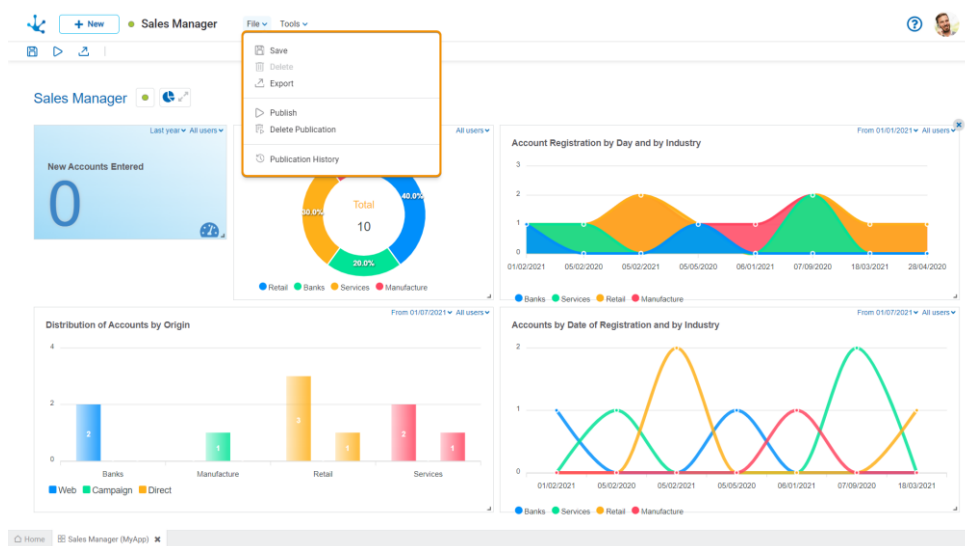 + New
Sales Manager
File
Tools
Save
Delete
Export
Publish
Delete Publication
Publication History
Sales Manager
Last year All users
New Accounts Entered
0
All users
Total
10
40.0%
30.0%
20.0%
Retail Banks Services Manufacture
From 01/01/2021 All users
Account Registration by Day and by Industry
3
2
1
0
01/02/2021 05/02/2020 05/02/2021 05/05/2020 06/01/2021 07/09/2020 18/03/2021 28/04/2020
Banks Services Retail Manufacture
From 01/07/2021 All users
Distribution of Accounts by Origin
4
2
0
2
1
3
1
2
1
Banks Manufacture Retail Services
Web Campaign Direct
From 01/07/2021 All users
Accounts by Date of Registration and by Industry
2
1
0
01/02/2021 05/02/2020 05/02/2021 05/05/2020 06/01/2021 07/09/2020 18/03/2021
Banks Services Retail Manufacture
Home
Sales Manager (MyApp)